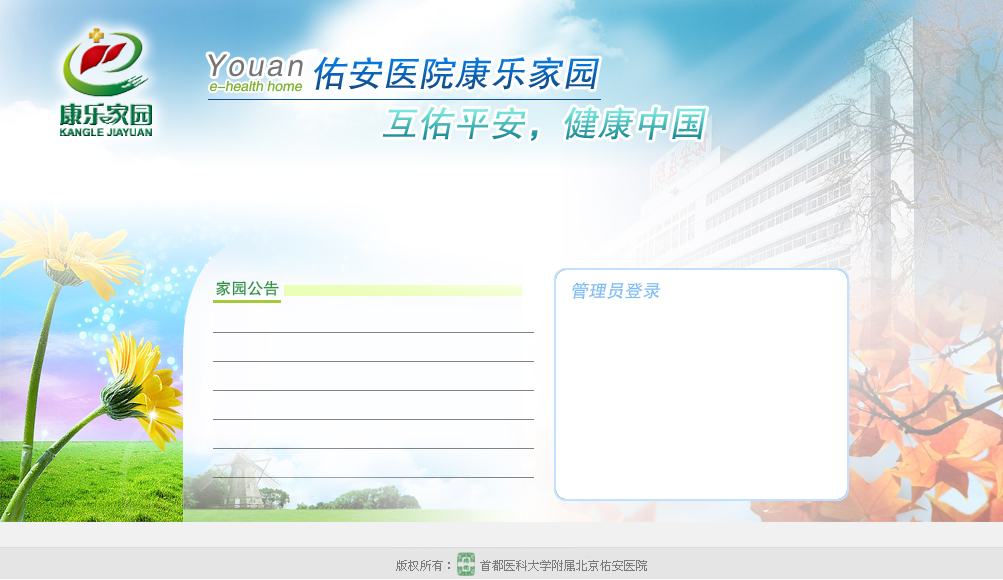 康乐家园
KANGLE JIAYUAN
Youan
e-health home
佑安医院康乐家园
互佑平安，健康中国
家园公告
管理员登录
版权所有： 首都医科大学附属北京佑安医院